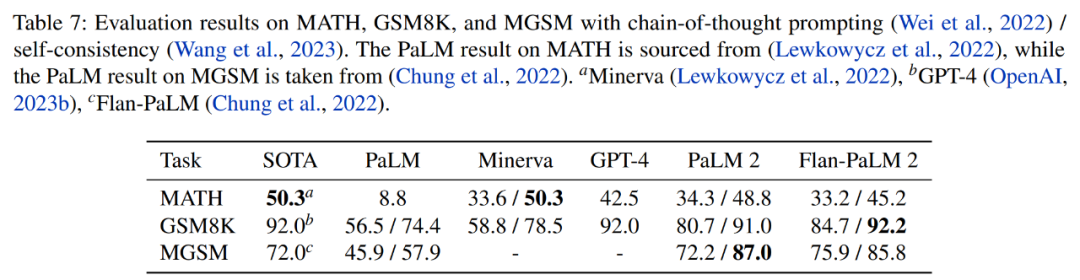 Table 7: Evaluation results on MATH, GSM8K, and MGSM with chain-of-thought prompting (Wei et al., 2022) /
self-consistency (Wang et al., 2023). The PaLM result on MATH is sourced from (Lewkowycz et al., 2022), while
the PaLM result on MGSM is taken from (Chung et al., 2022). ᵃMinerva (Lewkowycz et al., 2022), ᵇGPT-4 (OpenAI,
2023b), ᶜFlan-PaLM (Chung et al., 2022).
Task SOTA PaLM Minerva GPT-4 PaLM 2 Flan-PaLM 2
MATH 50.3ᵃ 8.8 33.6 / 50.3 42.5 34.3 / 48.8 33.2 / 45.2
GSM8K 92.0ᵇ 56.5 / 74.4 58.8 / 78.5 92.0 80.7 / 91.0 84.7 / 92.2
MGSM 72.0ᶜ 45.9 / 57.9 - - 72.2 / 87.0 75.9 / 85.8